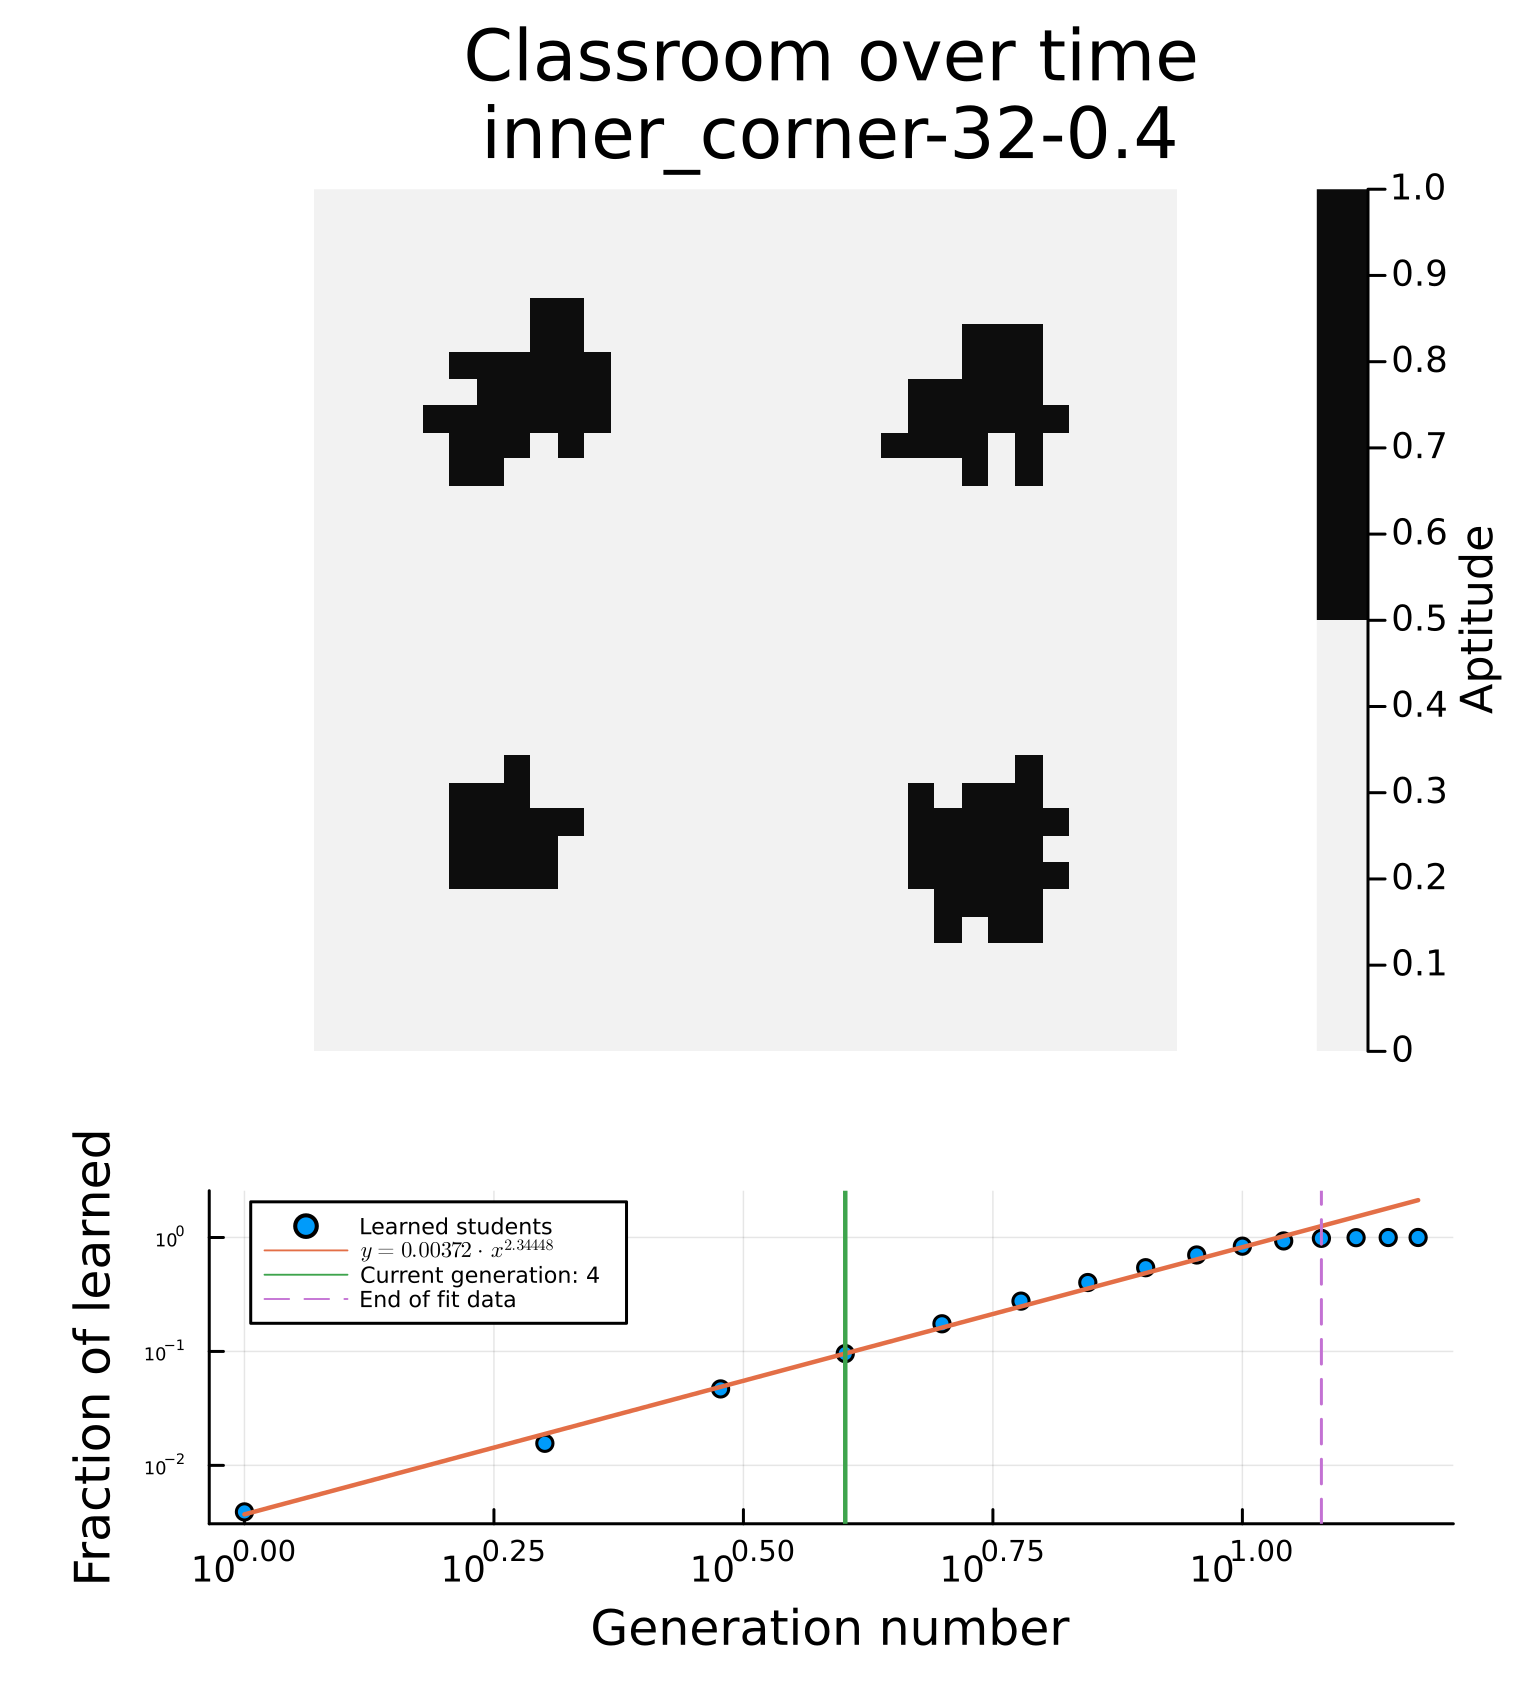 Classroom over time
inner_corner-32-0.4
1.0
0.9
0.8
0.7
0.6
0.5
0.4
0.3
0.2
0.1
0
Aptitude
Fraction of learned
10⁰
10⁻¹
10⁻²
Learned students
y = 0.00372 · x^2.34448
Current generation: 4
End of fit data
10^0.00
10^0.25
10^0.50
10^0.75
10^1.00
Generation number